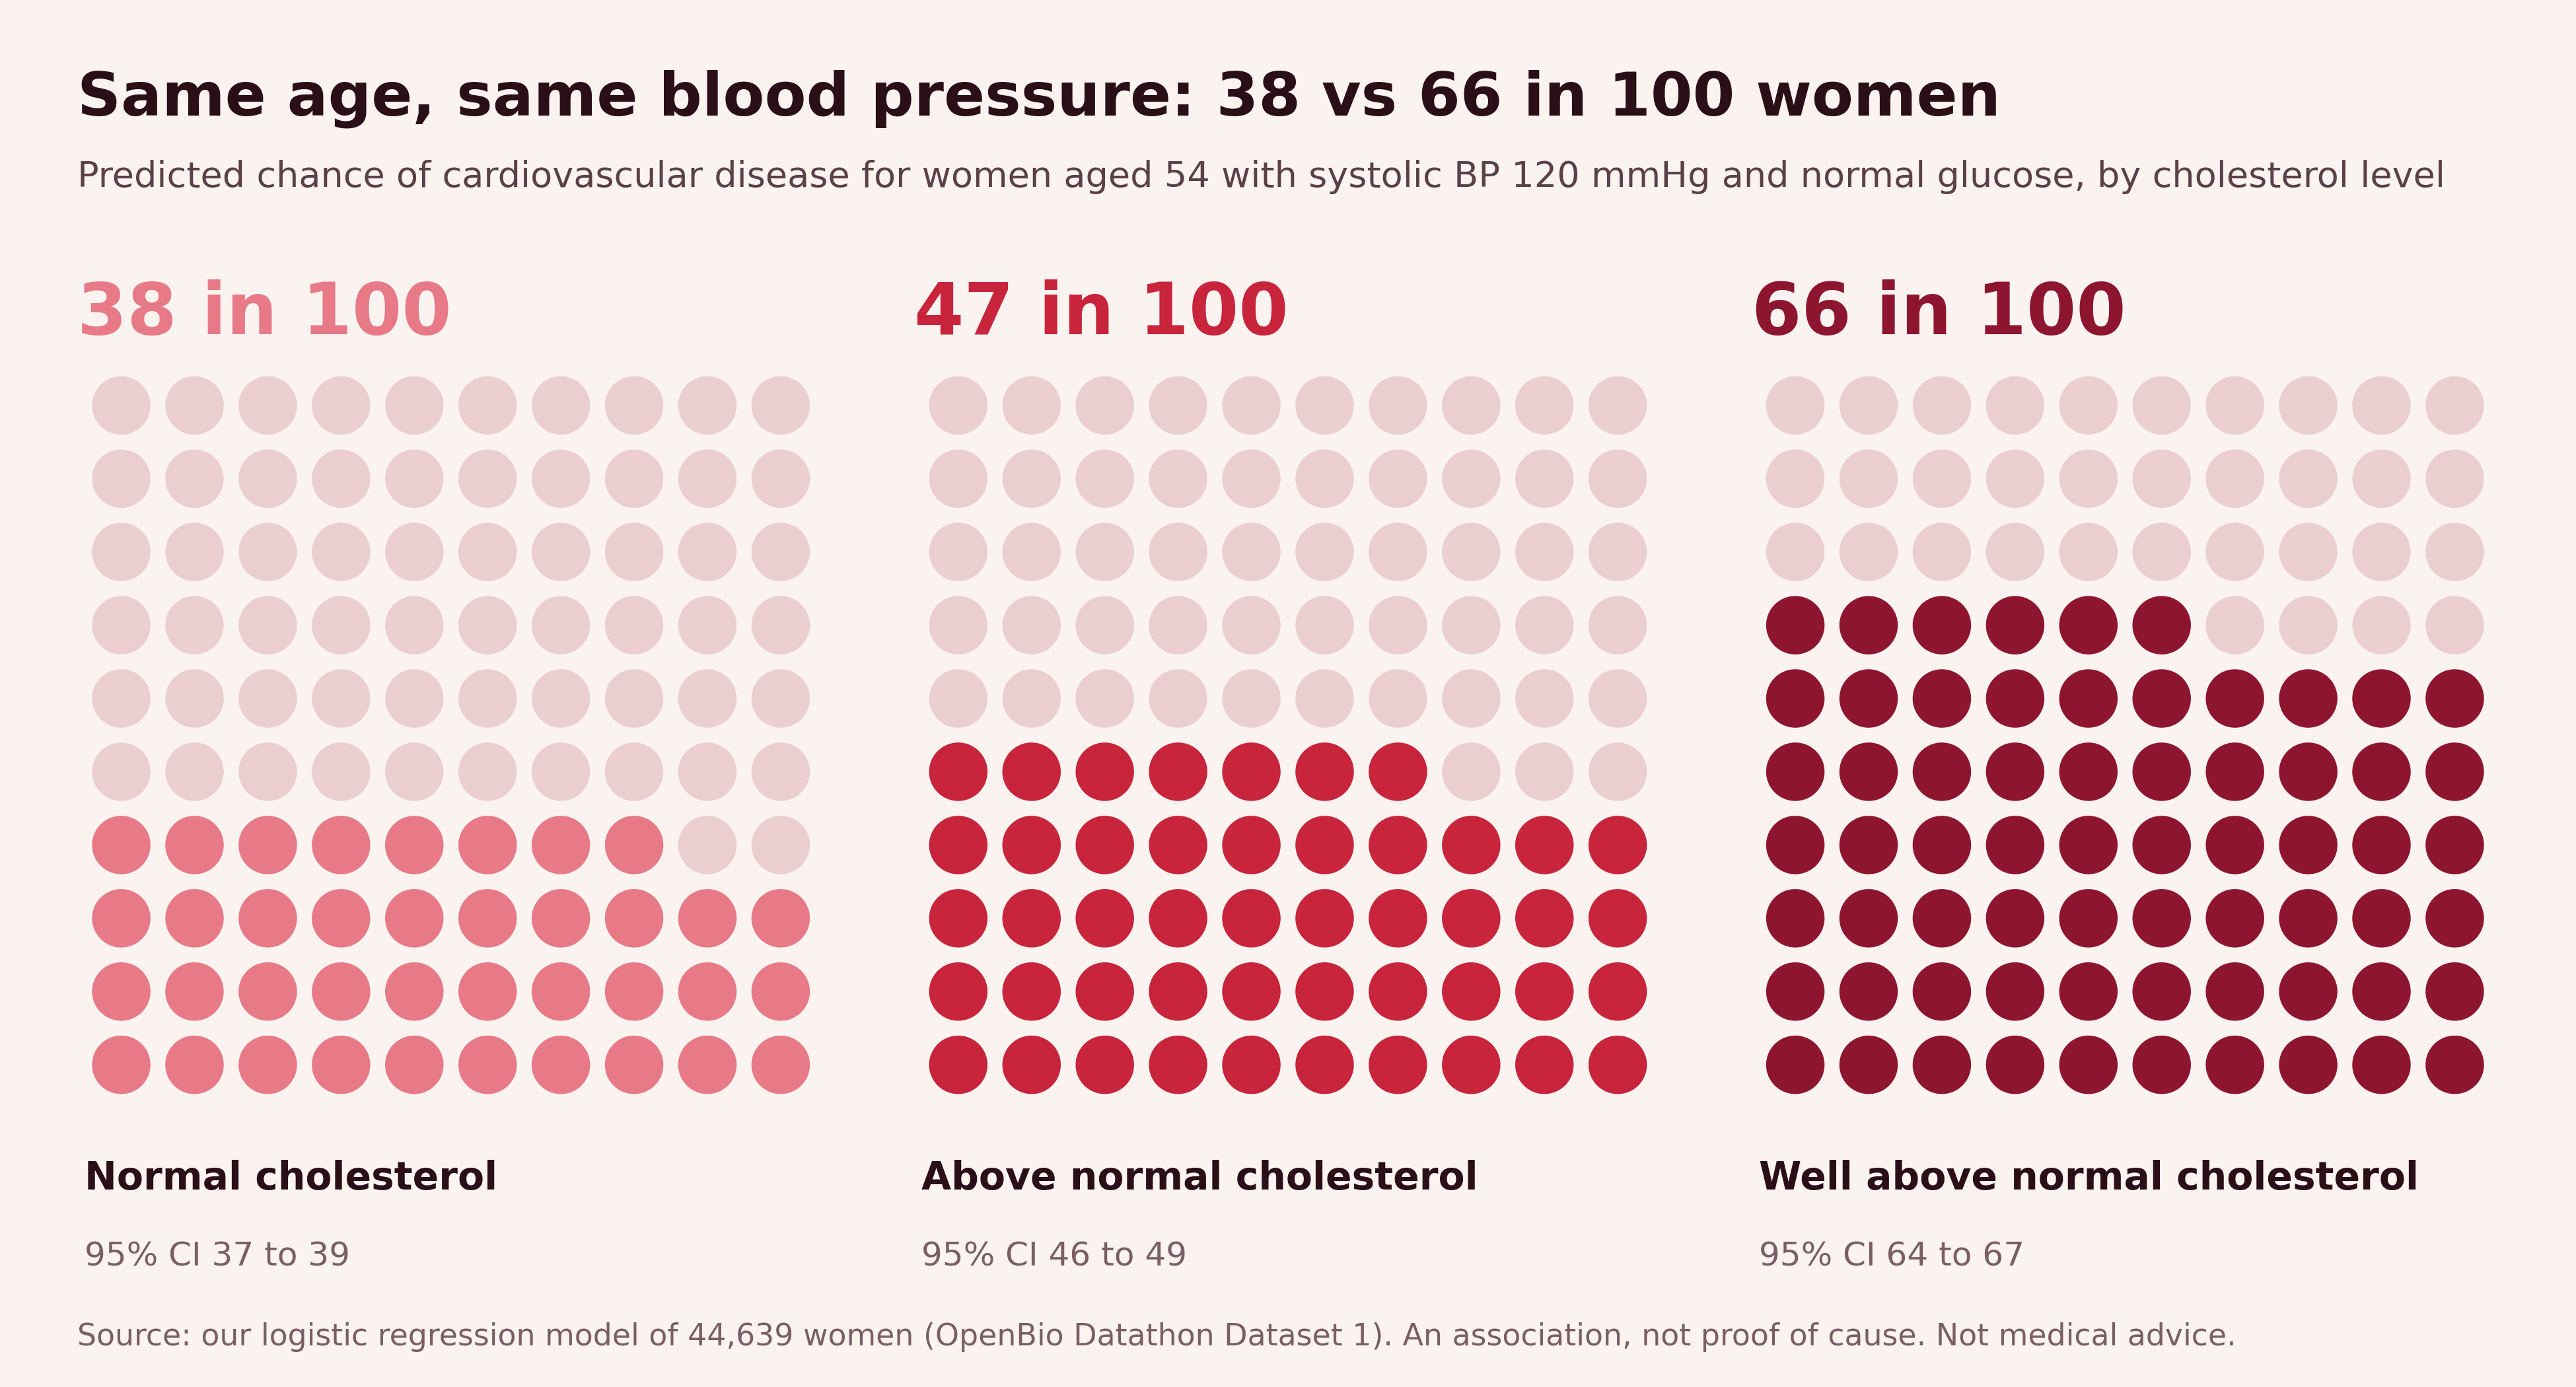 Same age, same blood pressure: 38 vs 66 in 100 women
Predicted chance of cardiovascular disease for women aged 54 with systolic BP 120 mmHg and normal glucose, by cholesterol level
38 in 100
47 in 100
66 in 100
Normal cholesterol
Above normal cholesterol
Well above normal cholesterol
95% CI 37 to 39
95% CI 46 to 49
95% CI 64 to 67
Source: our logistic regression model of 44,639 women (OpenBio Datathon Dataset 1). An association, not proof of cause. Not medical advice.